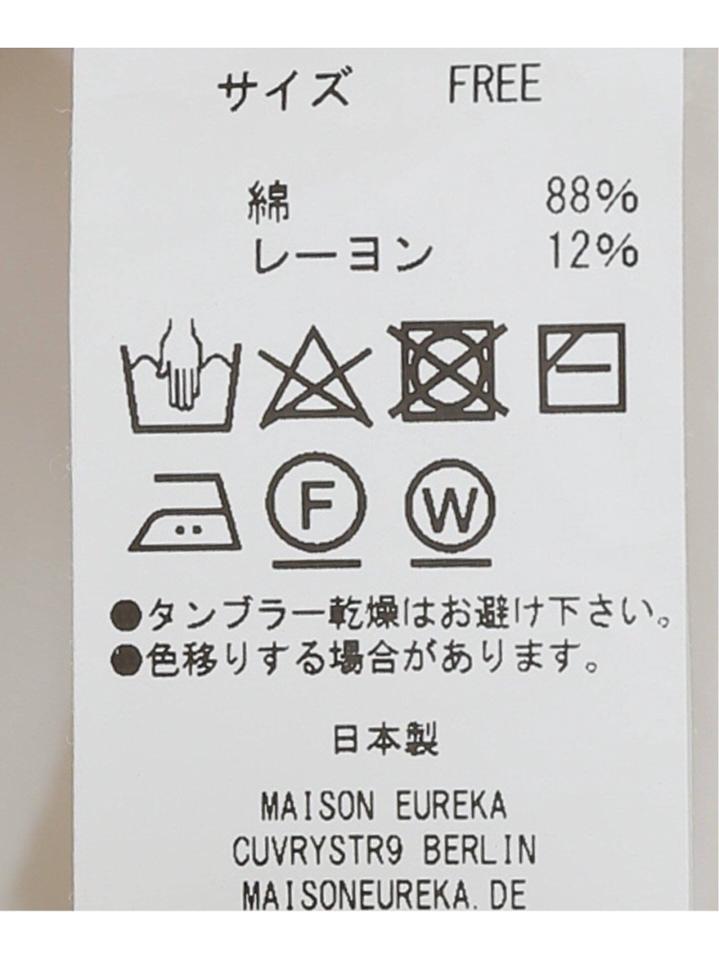 サイズ FREE
綿 88%
レーヨン 12%
F W
●タンブラー乾燥はお避け下さい。
●色移りする場合があります。
日本製
MAISON EUREKA
CUVRYSTR9 BERLIN
MAISONEUREKA.DE